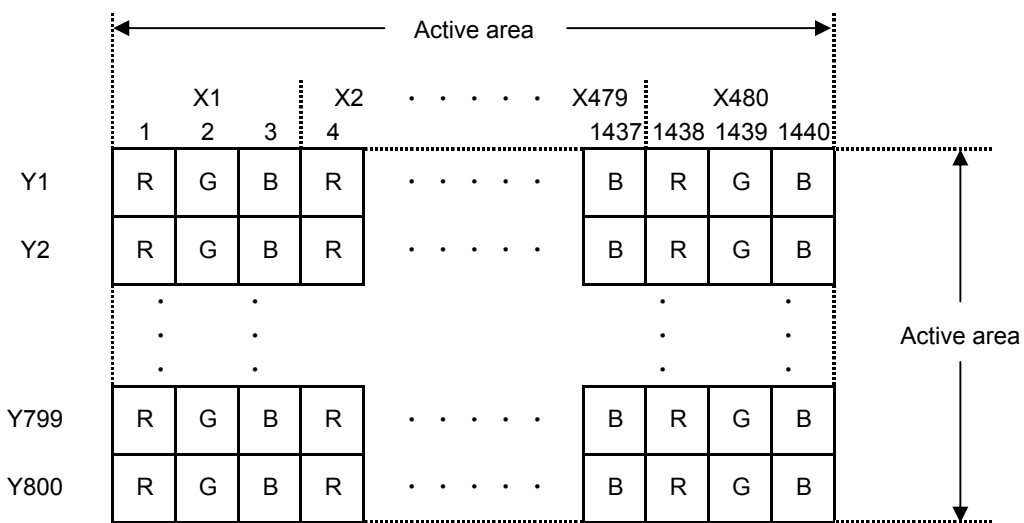 Active area
X1 X2 · · · · · X479 X480
1 2 3 4 1437 1438 1439 1440
Y1 R G B R · · · · · B R G B
Y2 R G B R · · · · · B R G B
Active area
Y799 R G B R · · · · · B R G B
Y800 R G B R · · · · · B R G B